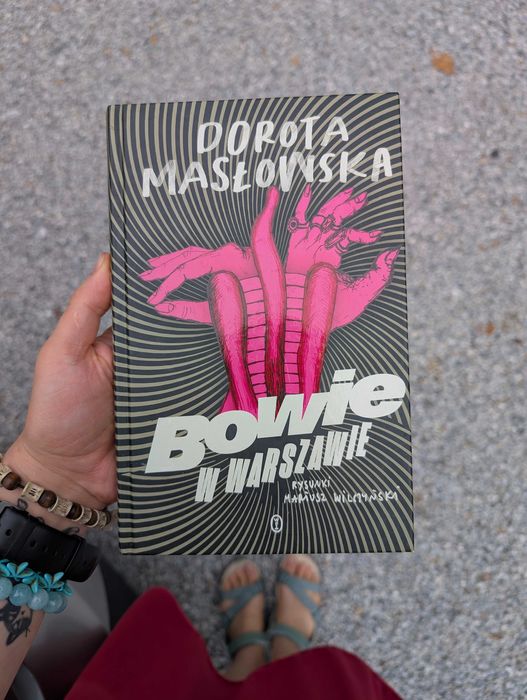 DOROTA
MASŁOWSKA
Bowie
W WARSZAWIE
RYSUNKI
MARIUSZ WILCZYŃSKI